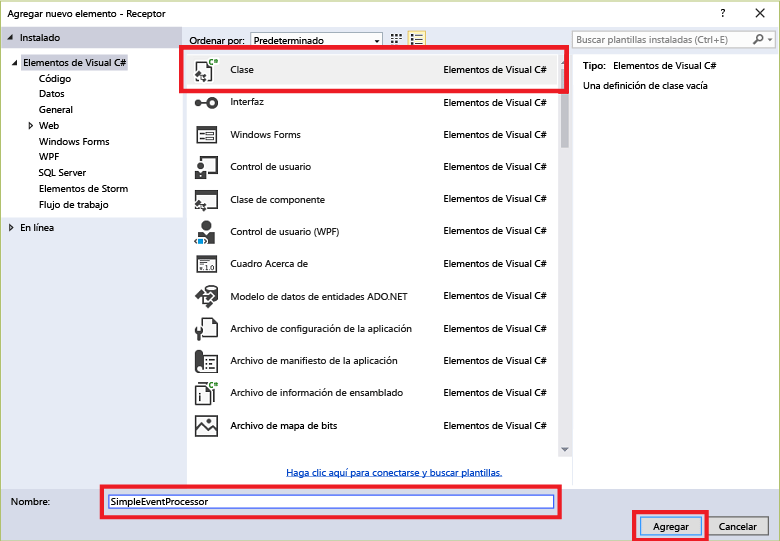 Agregar nuevo elemento - Receptor
?
Instalado
Ordenar por:
Predeterminado
Buscar plantillas instaladas (Ctrl+E)
Elementos de Visual C#
Código
Datos
General
Web
Windows Forms
WPF
SQL Server
Elementos de Storm
Flujo de trabajo
En línea
C# Clase Elementos de Visual C#
Interfaz Elementos de Visual C#
Windows Forms Elementos de Visual C#
Control de usuario Elementos de Visual C#
Clase de componente Elementos de Visual C#
Control de usuario (WPF) Elementos de Visual C#
v.1.0 Cuadro Acerca de Elementos de Visual C#
Modelo de datos de entidades ADO.NET Elementos de Visual C#
Archivo de configuración de la aplicación Elementos de Visual C#
Archivo de manifiesto de la aplicación Elementos de Visual C#
C# Archivo de información de ensamblado Elementos de Visual C#
Archivo de mapa de bits Elementos de Visual C#
Haga clic aquí para conectarse y buscar plantillas.
Tipo: Elementos de Visual C#
Una definición de clase vacía
Nombre:
SimpleEventProcessor
Agregar
Cancelar